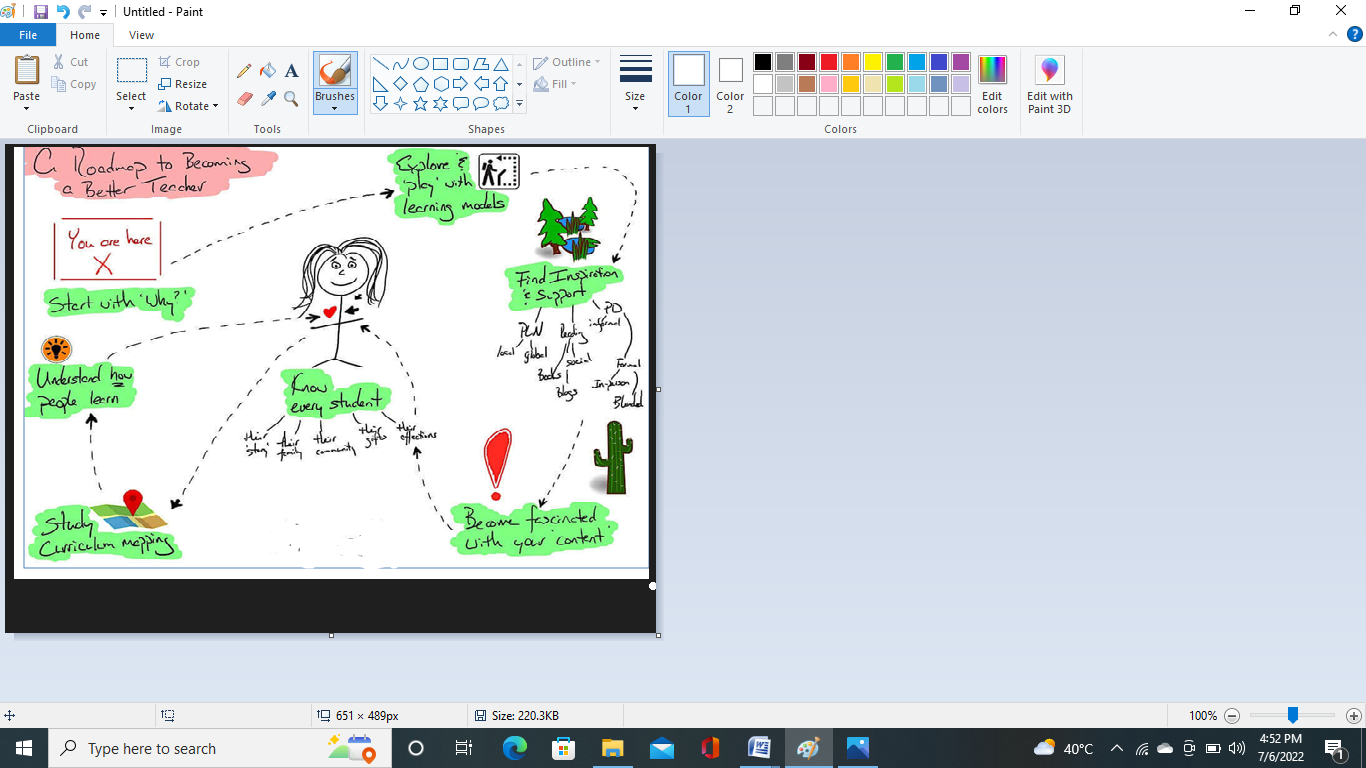 Untitled - Paint
File
Home
View
Paste
Cut
Copy
Clipboard
Select
Crop
Resize
Rotate
Image
A
Tools
Brushes
Shapes
Outline
Fill
Size
Color
1
Color
2
Colors
Edit
colors
Edit with
Paint 3D
A Roadmap to Becoming
a Better Teacher
You are here
X
Start with 'Why?'
Explore &
'play' with
learning models
Find Inspiration
& Support
PLN
local
global
Reading
Books
social
Blogs
PD
informal
Formal
In-person
Blended
Understand how
people learn
Know
every student
their
story
their
family
their
community
their
gifts
their
affections
Study
Curriculum mapping
Become fascinated
with your content
651 × 489px
Size: 220.3KB
100%
Type here to search
40°C
4:52 PM
7/6/2022
1